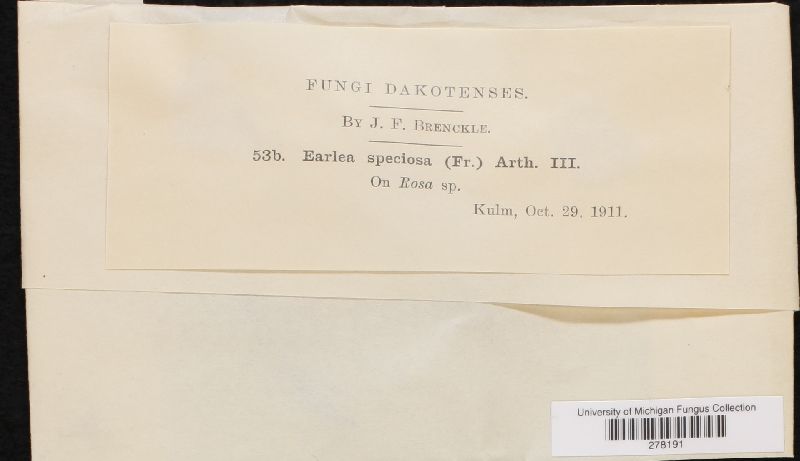 FUNGI DAKOTENSES.
BY J. F. BRENCKLE.
53b. Earlea speciosa (Fr.) Arth. III.
On Rosa sp.
Kulm, Oct. 29, 1911.
University of Michigan Fungus Collection
278191